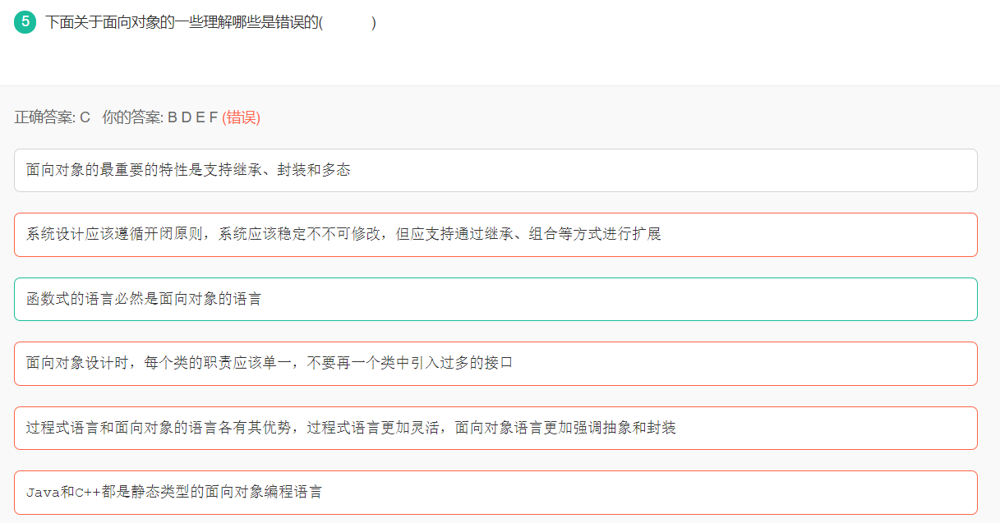 5 下面关于面向对象的一些理解哪些是错误的( )
正确答案: C 你的答案: B D E F (错误)
面向对象的最重要的特性是支持继承、封装和多态
系统设计应该遵循开闭原则，系统应该稳定不不可修改，但应支持通过继承、组合等方式进行扩展
函数式的语言必然是面向对象的语言
面向对象设计时，每个类的职责应该单一，不要再一个类中引入过多的接口
过程式语言和面向对象的语言各有其优势，过程式语言更加灵活，面向对象语言更加强调抽象和封装
Java和C++都是静态类型的面向对象编程语言